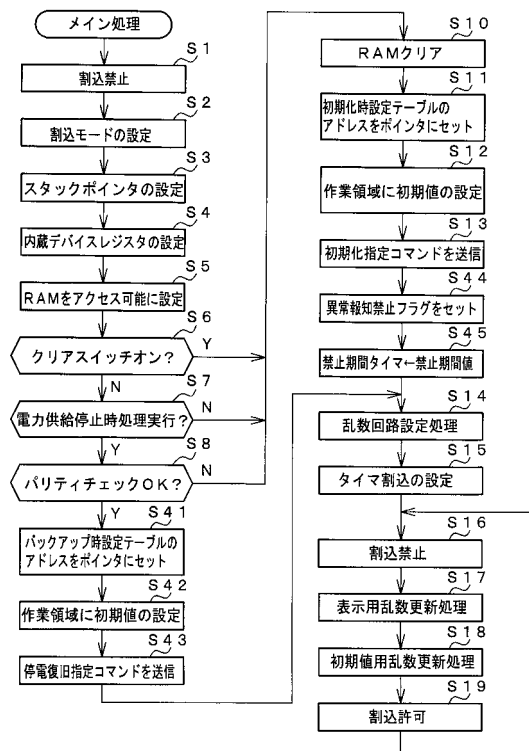 メイン処理
S1
割込禁止
S2
割込モードの設定
S3
スタックポインタの設定
S4
内蔵デバイスレジスタの設定
S5
RAMをアクセス可能に設定
S6
クリアスイッチオン?
Y
N
S7
電力供給停止時処理実行?
N
Y
S8
パリティチェックOK?
N
Y
S41
バックアップ時設定テーブルの
アドレスをポインタにセット
S42
作業領域に初期値の設定
S43
停電復旧指定コマンドを送信
S10
RAMクリア
S11
初期化時設定テーブルの
アドレスをポインタにセット
S12
作業領域に初期値の設定
S13
初期化指定コマンドを送信
S44
異常報知禁止フラグをセット
S45
禁止期間タイマ←禁止期間値
S14
乱数回路設定処理
S15
タイマ割込の設定
S16
割込禁止
S17
表示用乱数更新処理
S18
初期値用乱数更新処理
S19
割込許可